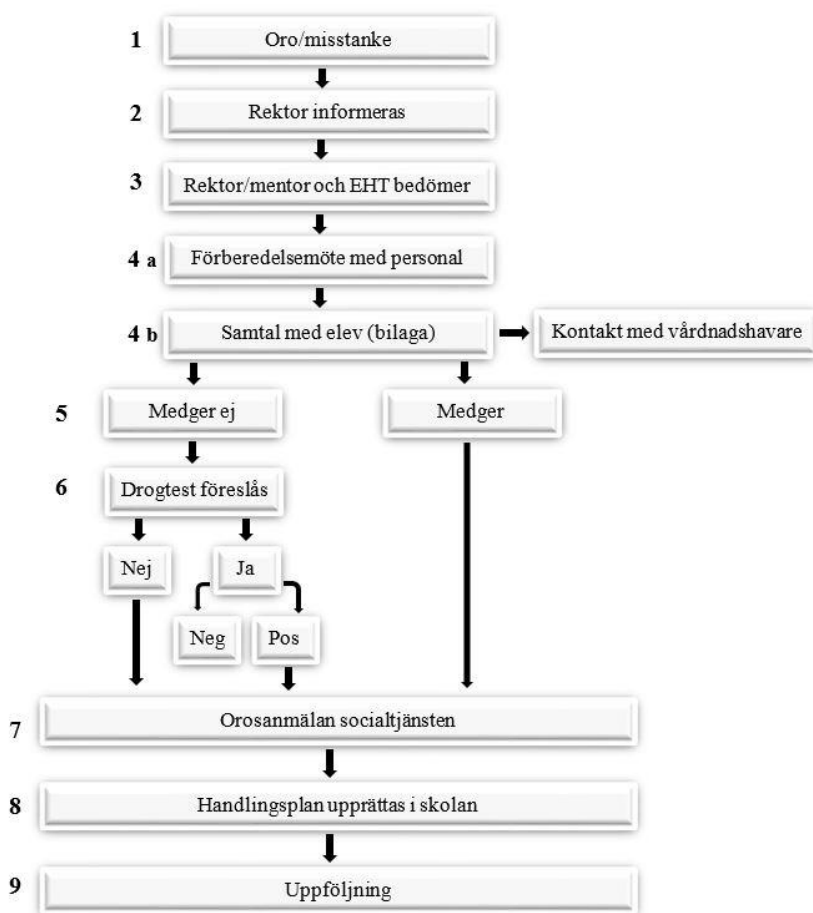 1 Oro/misstanke
2 Rektor informeras
3 Rektor/mentor och EHT bedömer
4 a Förberedelsemöte med personal
4 b Samtal med elev (bilaga) Kontakt med vårdnadshavare
5 Medger ej Medger
6 Drogtest föreslås
Nej Ja
Neg Pos
7 Orosanmälan socialtjänsten
8 Handlingsplan upprättas i skolan
9 Uppföljning